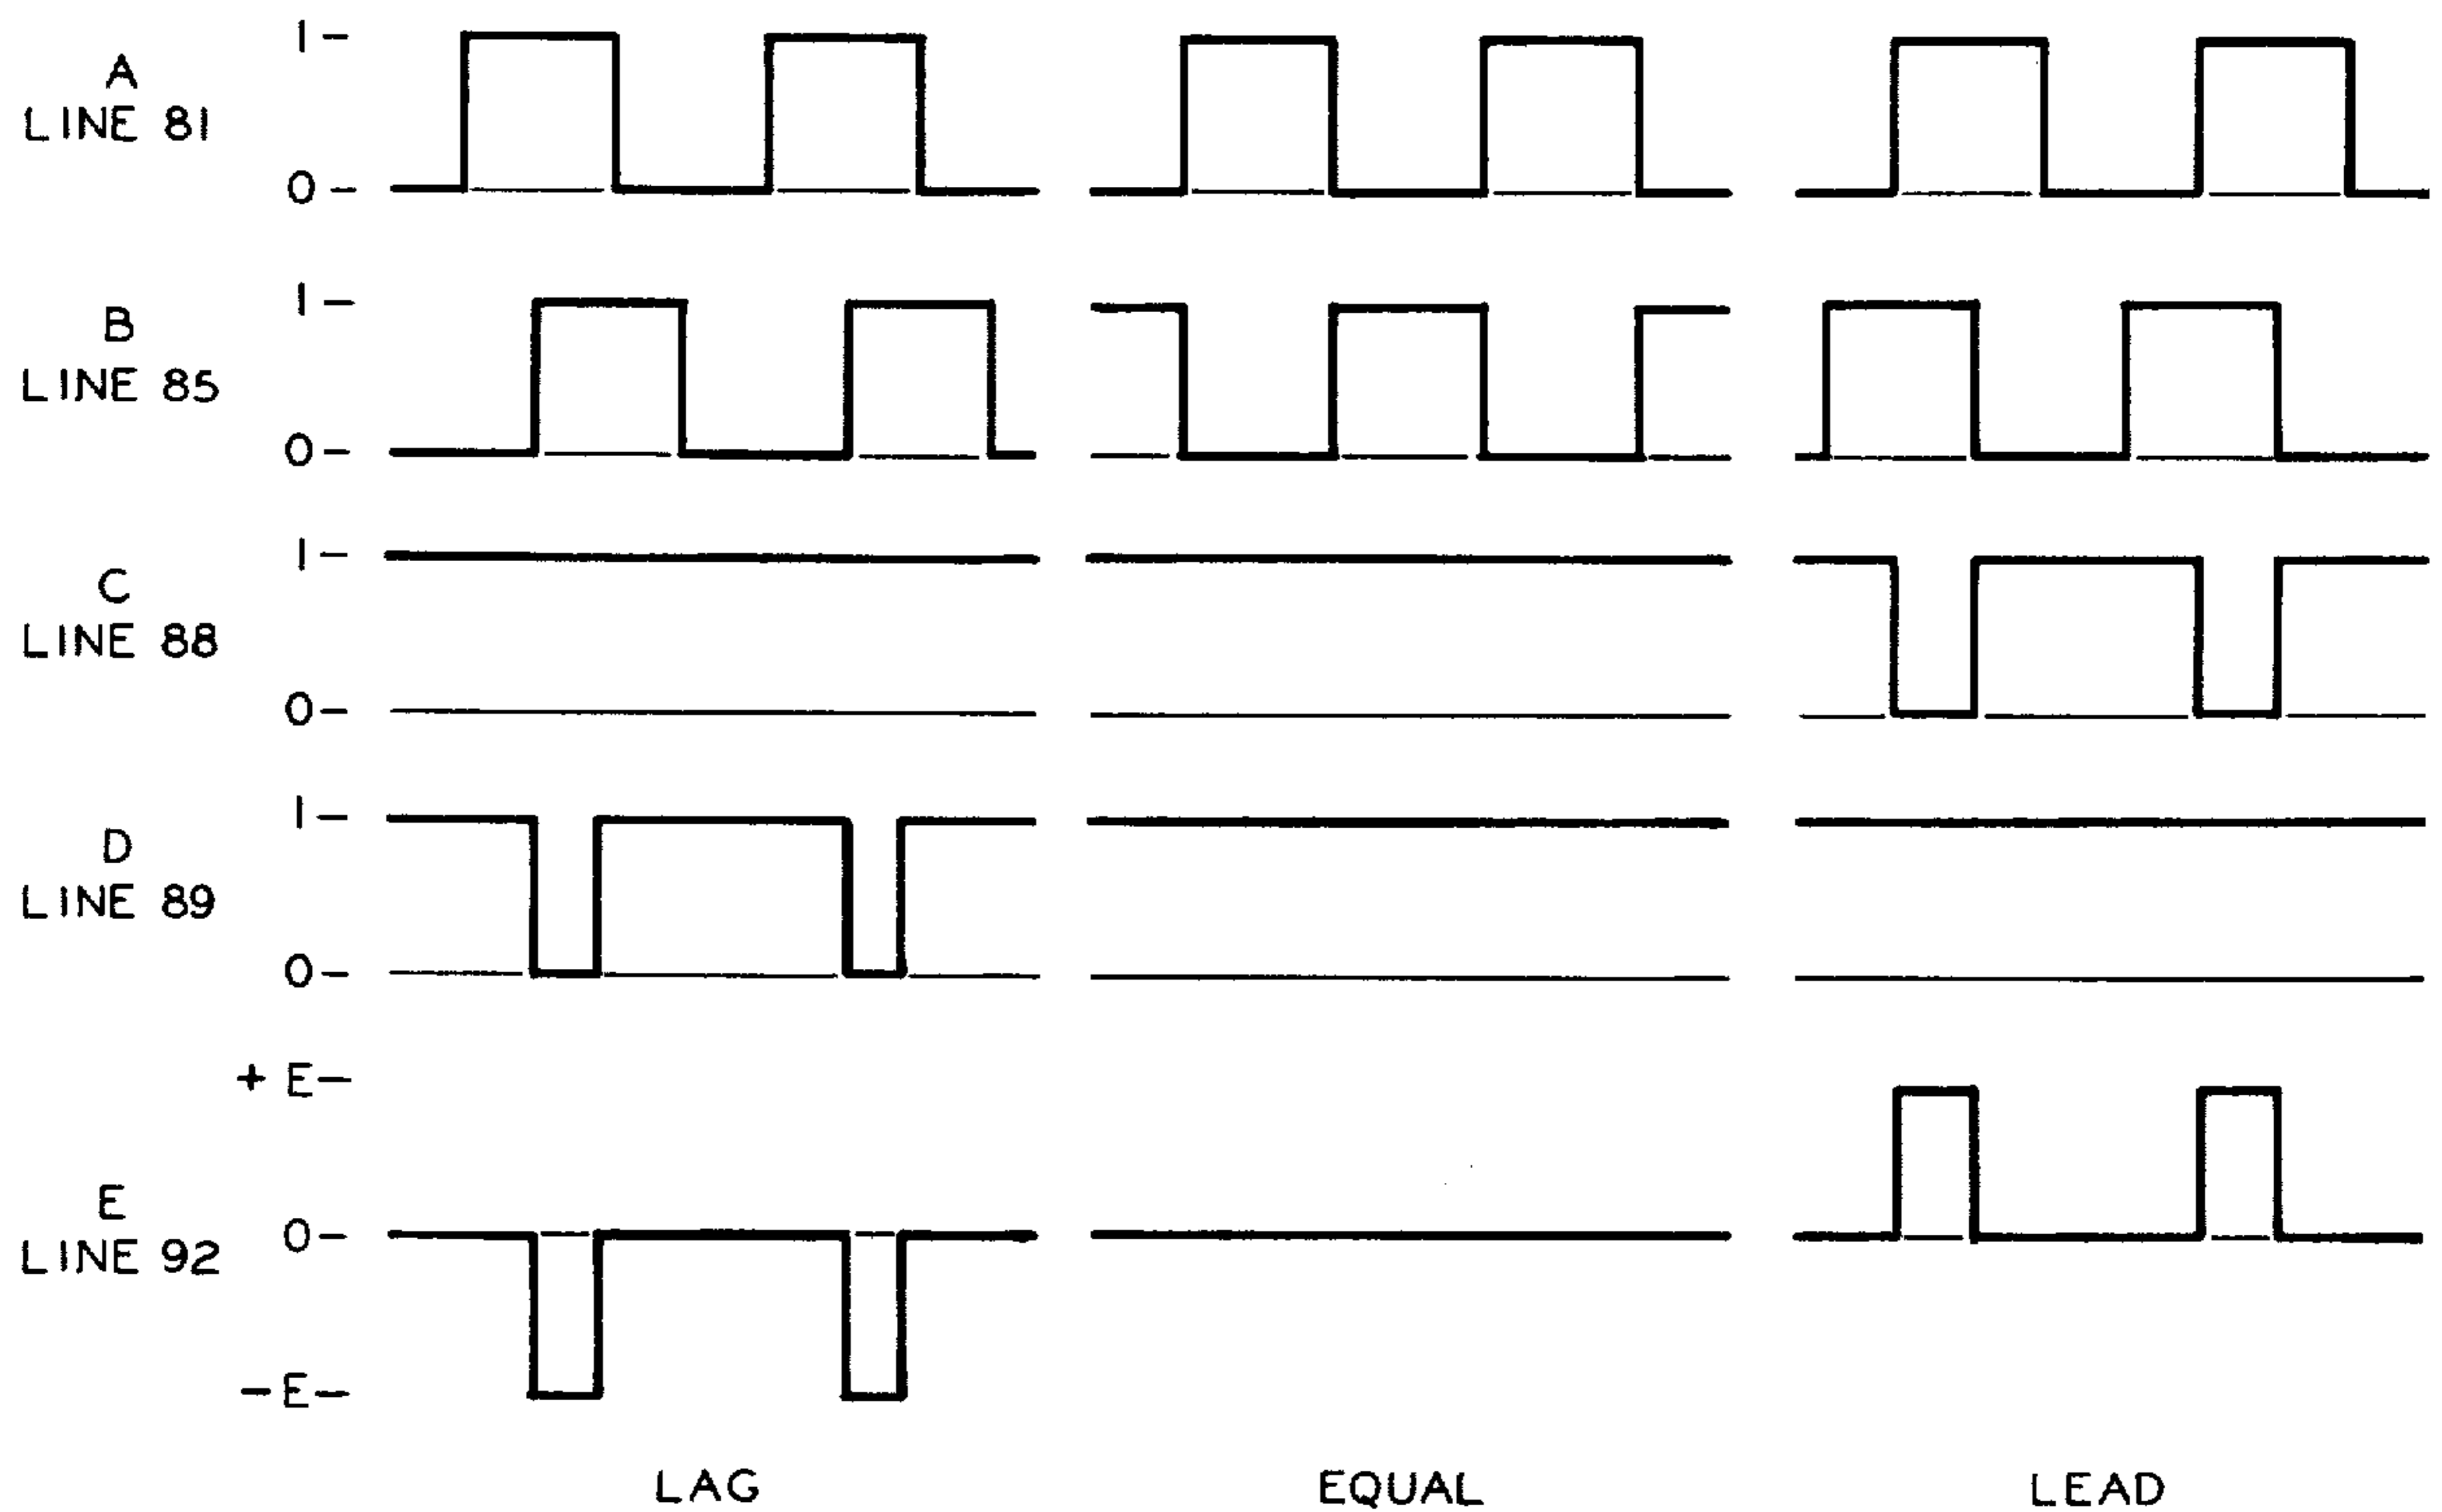 A
LINE 81
1-
0-
B
LINE 85
1-
0-
C
LINE 88
1-
0-
D
LINE 89
1-
0-
+E-
E
LINE 92
0-
-E-
LAG EQUAL LEAD